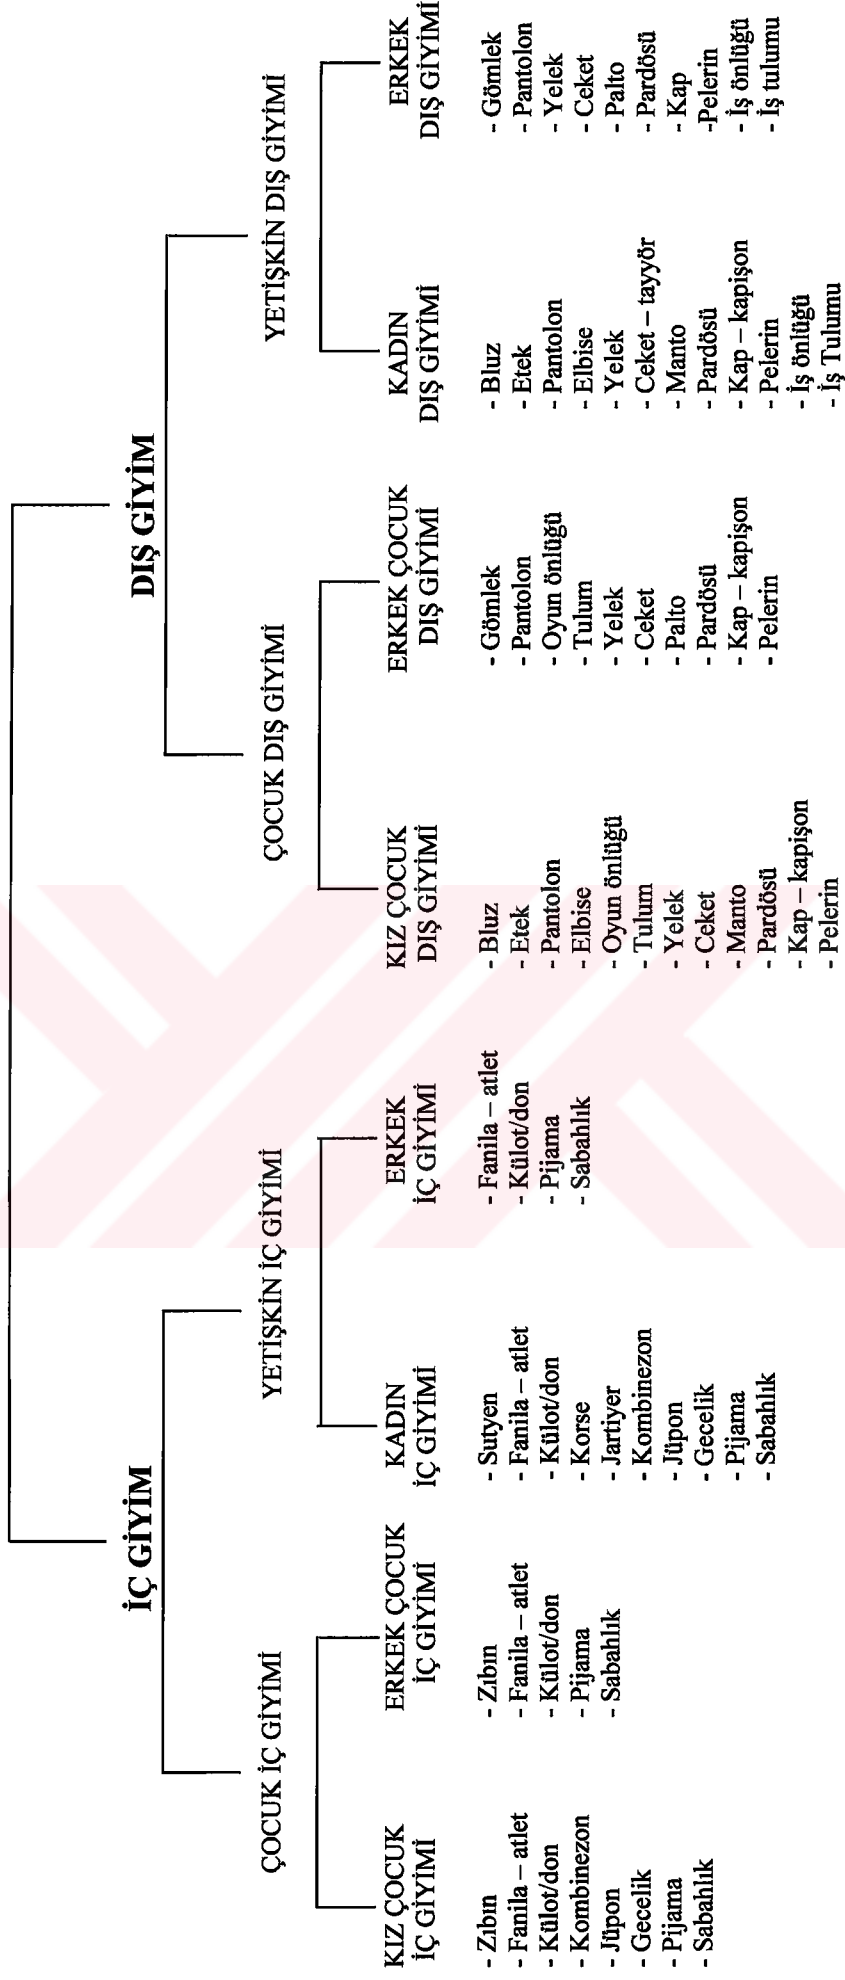 İÇ GİYİM
ÇOCUK İÇ GİYİMİ
KIZ ÇOCUK
İÇ GİYİMİ
- Zıbın
- Fanila – atlet
- Külot/don
- Kombinezon
- Jüpon
- Gecelik
- Pijama
- Sabahlık
ERKEK ÇOCUK
İÇ GİYİMİ
- Zıbın
- Fanila – atlet
- Külot/don
- Pijama
- Sabahlık
YETİŞKİN İÇ GİYİMİ
KADIN
İÇ GİYİMİ
- Sutyen
- Fanila – atlet
- Külot/don
- Korse
- Jartiyer
- Kombinezon
- Jüpon
- Gecelik
- Pijama
- Sabahlık
ERKEK
İÇ GİYİMİ
- Fanila – atlet
- Külot/don
- Pijama
- Sabahlık
DIŞ GİYİM
ÇOCUK DIŞ GİYİMİ
KIZ ÇOCUK
DIŞ GİYİMİ
- Bluz
- Etek
- Pantolon
- Elbise
- Oyun önlüğü
- Tulum
- Yelek
- Ceket
- Manto
- Pardösü
- Kap – kapişon
- Pelerin
ERKEK ÇOCUK
DIŞ GİYİMİ
- Gömlek
- Pantolon
- Oyun önlüğü
- Tulum
- Yelek
- Ceket
- Palto
- Pardösü
- Kap – kapişon
- Pelerin
YETİŞKİN DIŞ GİYİMİ
KADIN
DIŞ GİYİMİ
- Bluz
- Etek
- Pantolon
- Elbise
- Yelek
- Ceket – tayyör
- Manto
- Pardösü
- Kap – kapişon
- Pelerin
- İş önlüğü
- İş Tulumu
ERKEK
DIŞ GİYİMİ
- Gömlek
- Pantolon
- Yelek
- Ceket
- Palto
- Pardösü
- Kap
-Pelerin
- İş önlüğü
- İş tulumu